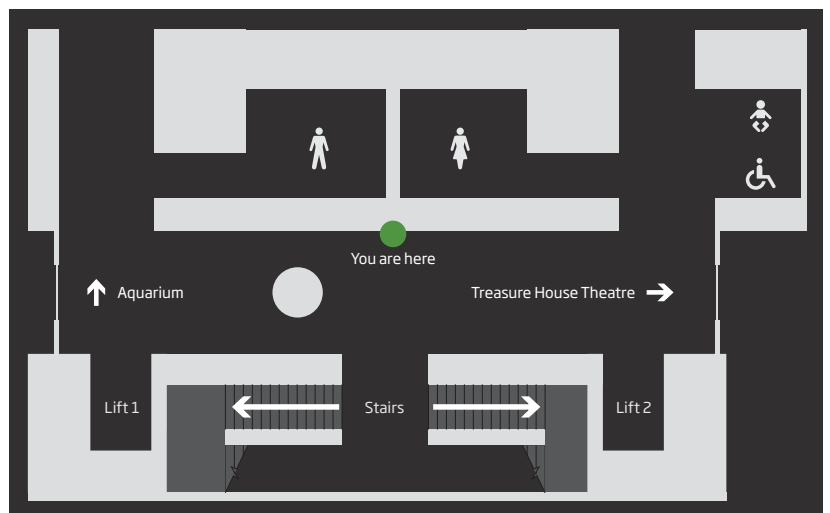 You are here
Aquarium
Treasure House Theatre
Lift 1
Stairs
Lift 2